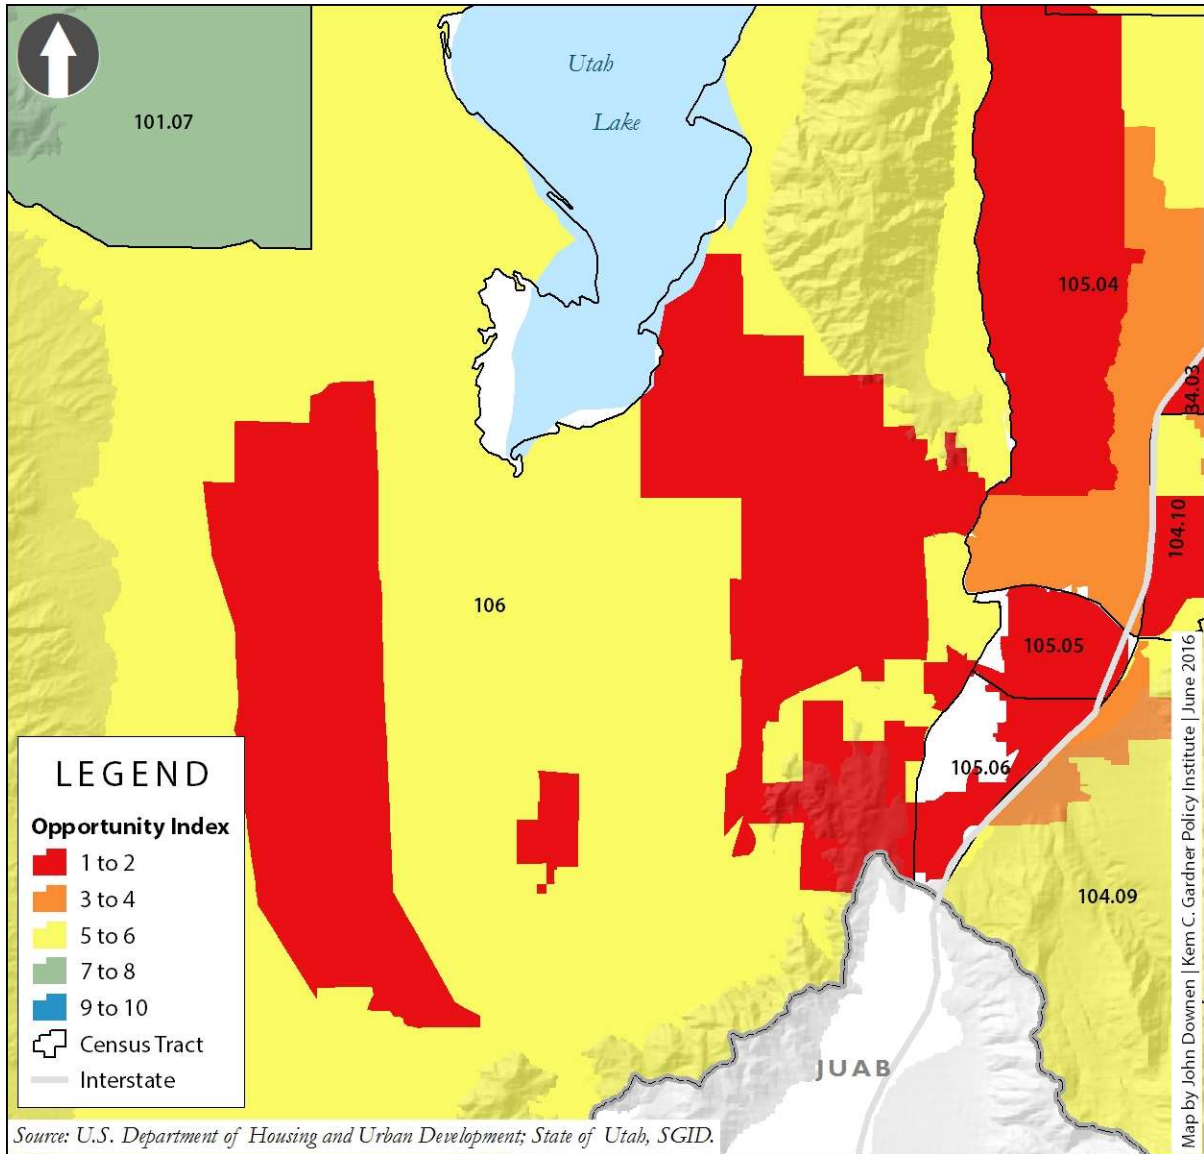 Utah
Lake
101.07
105.04
34.03
104.10
106
105.05
105.06
104.09
JUAB
LEGEND
Opportunity Index
1 to 2
3 to 4
5 to 6
7 to 8
9 to 10
Census Tract
Interstate
Source: U.S. Department of Housing and Urban Development; State of Utah, SGID.
Map by John Downen | Kem C. Gardner Policy Institute | June 2016